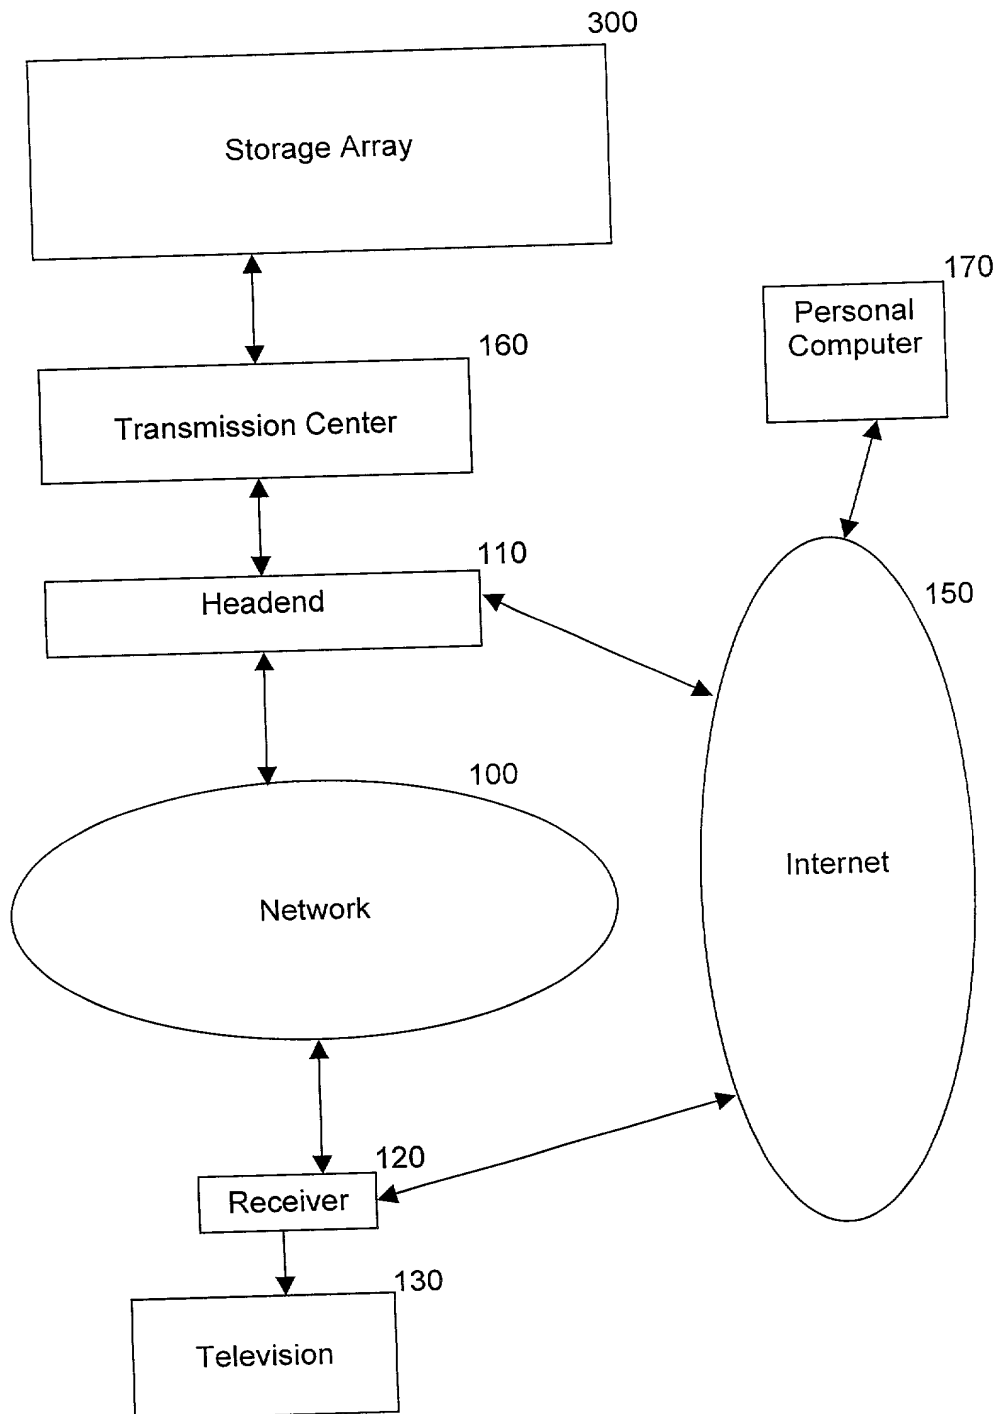 300
Storage Array
170
Personal
Computer
160
Transmission Center
110
Headend
150
100
Network
Internet
120
Receiver
130
Television